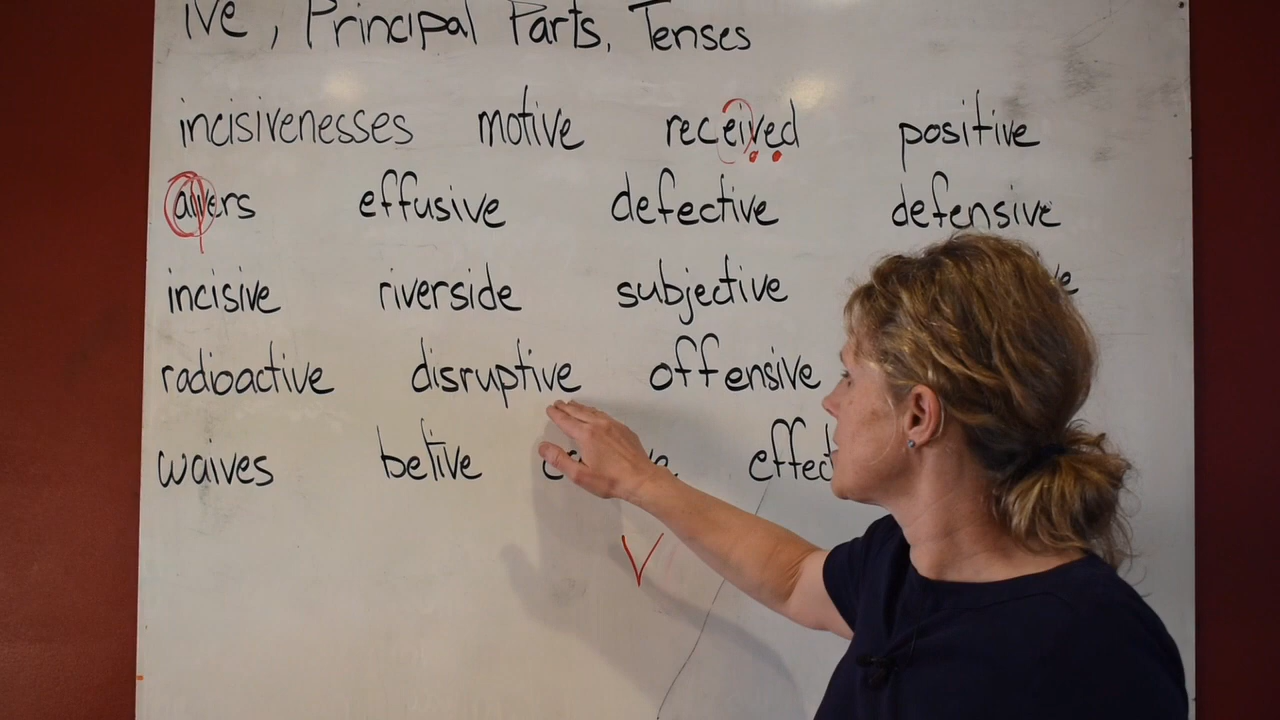 ive, Principal Parts, Tenses
incisivenesses motive received positive
aivers effusive defective defensive
incisive riverside subjective
radioactive disruptive offensive
waives betive
V